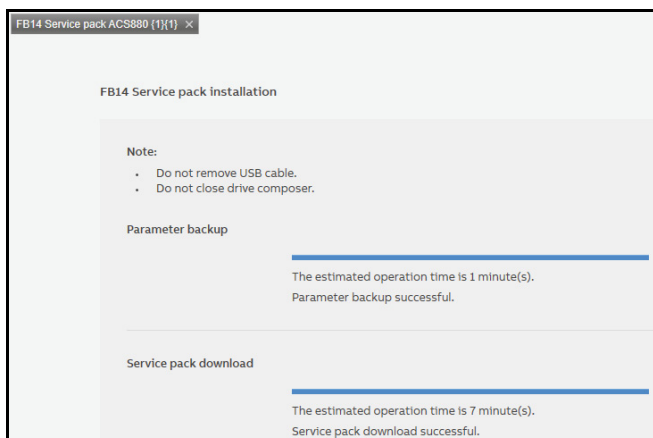 FB14 Service pack ACS880 {1}{1} ×
FB14 Service pack installation
Note:
• Do not remove USB cable.
• Do not close drive composer.
Parameter backup
The estimated operation time is 1 minute(s).
Parameter backup successful.
Service pack download
The estimated operation time is 7 minute(s).
Service pack download successful.